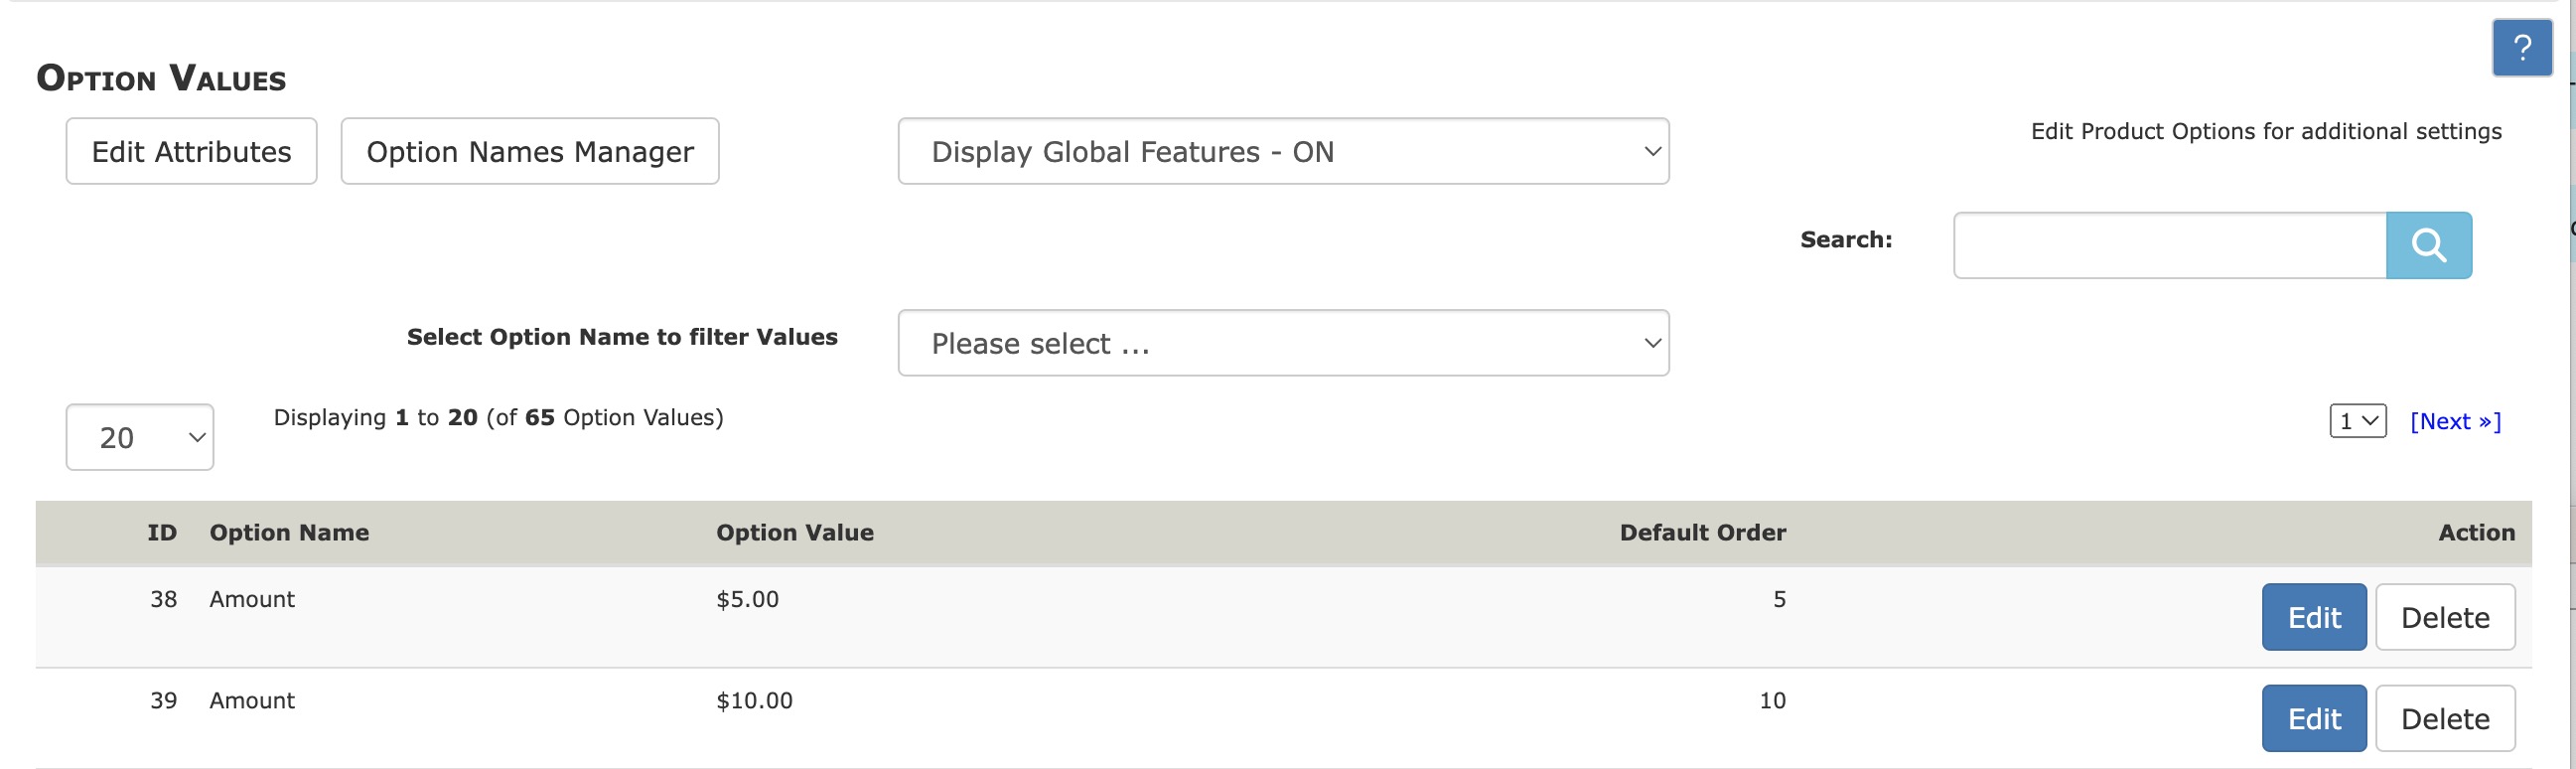 ?
OPTION VALUES
Edit Attributes
Option Names Manager
Display Global Features - ON
Edit Product Options for additional settings
Search:
Select Option Name to filter Values
Please select ...
20
Displaying 1 to 20 (of 65 Option Values)
1
[Next »]
ID Option Name Option Value Default Order Action
38 Amount $5.00 5 Edit Delete
39 Amount $10.00 10 Edit Delete